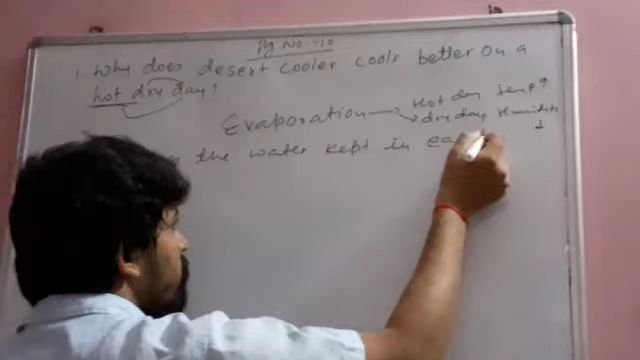 Pg No-10
1. Why does desert cooler cools better on a
hot dry day?
Evaporation → Hot day temp ↑
→ dry day Humidity ↓
the water kept in ea